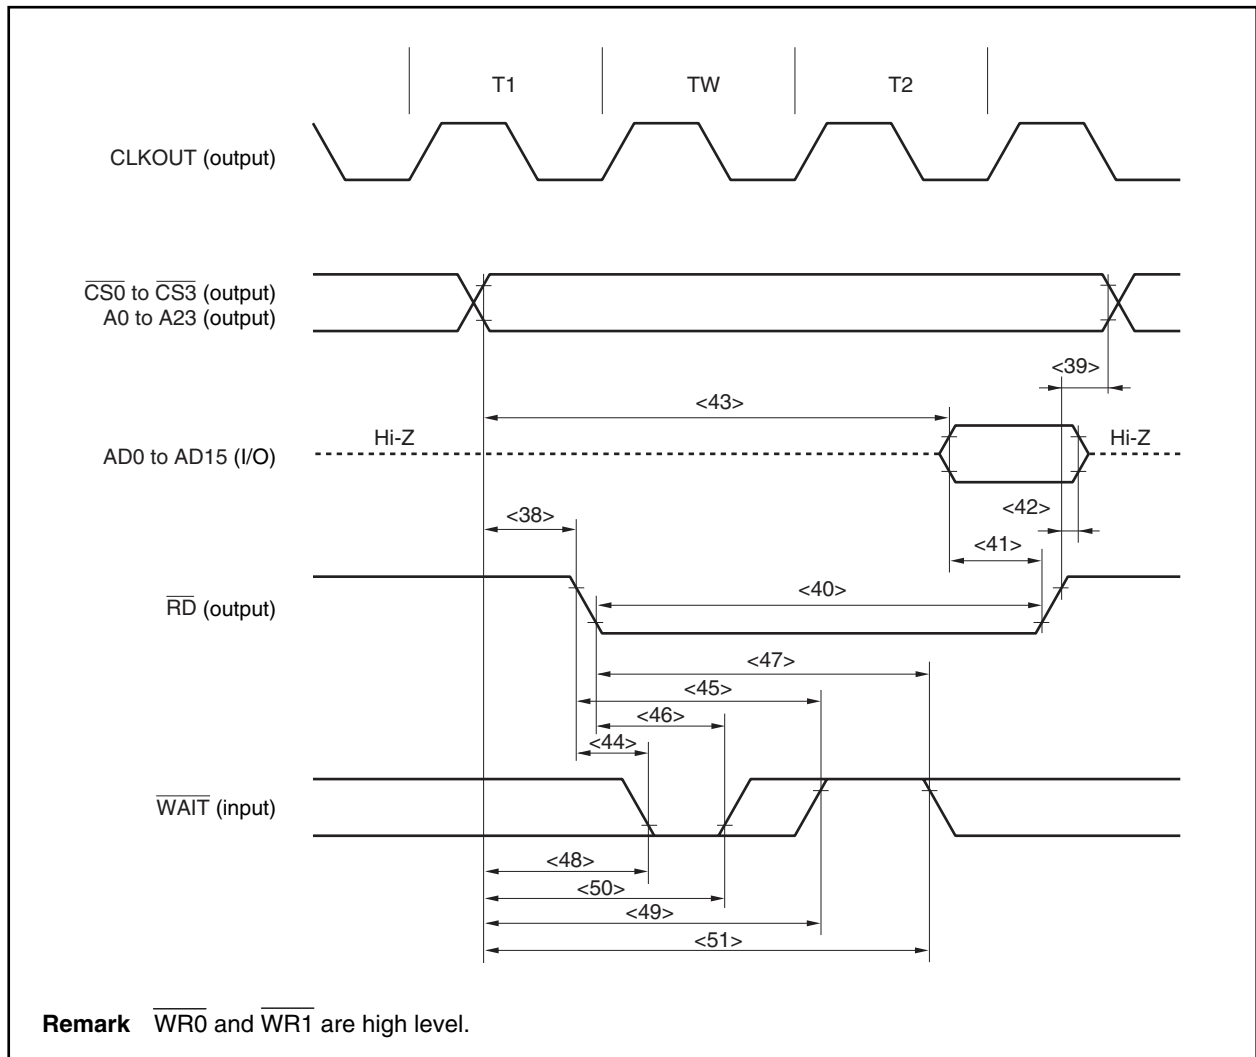 T1 TW T2
CLKOUT (output)
CS0 to CS3 (output)
A0 to A23 (output)
<39>
<43>
Hi-Z Hi-Z
AD0 to AD15 (I/O)
<42>
<38>
<41>
<40>
RD (output)
<47>
<45>
<46>
<44>
WAIT (input)
<48>
<50>
<49>
<51>
Remark WR0 and WR1 are high level.